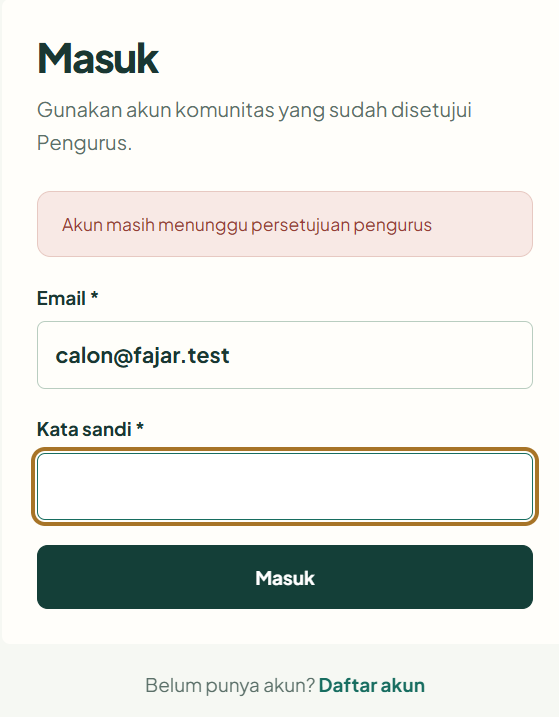 Masuk
Gunakan akun komunitas yang sudah disetujui
Pengurus.
Akun masih menunggu persetujuan pengurus
Email *
calon@fajar.test
Kata sandi *
Masuk
Belum punya akun? Daftar akun